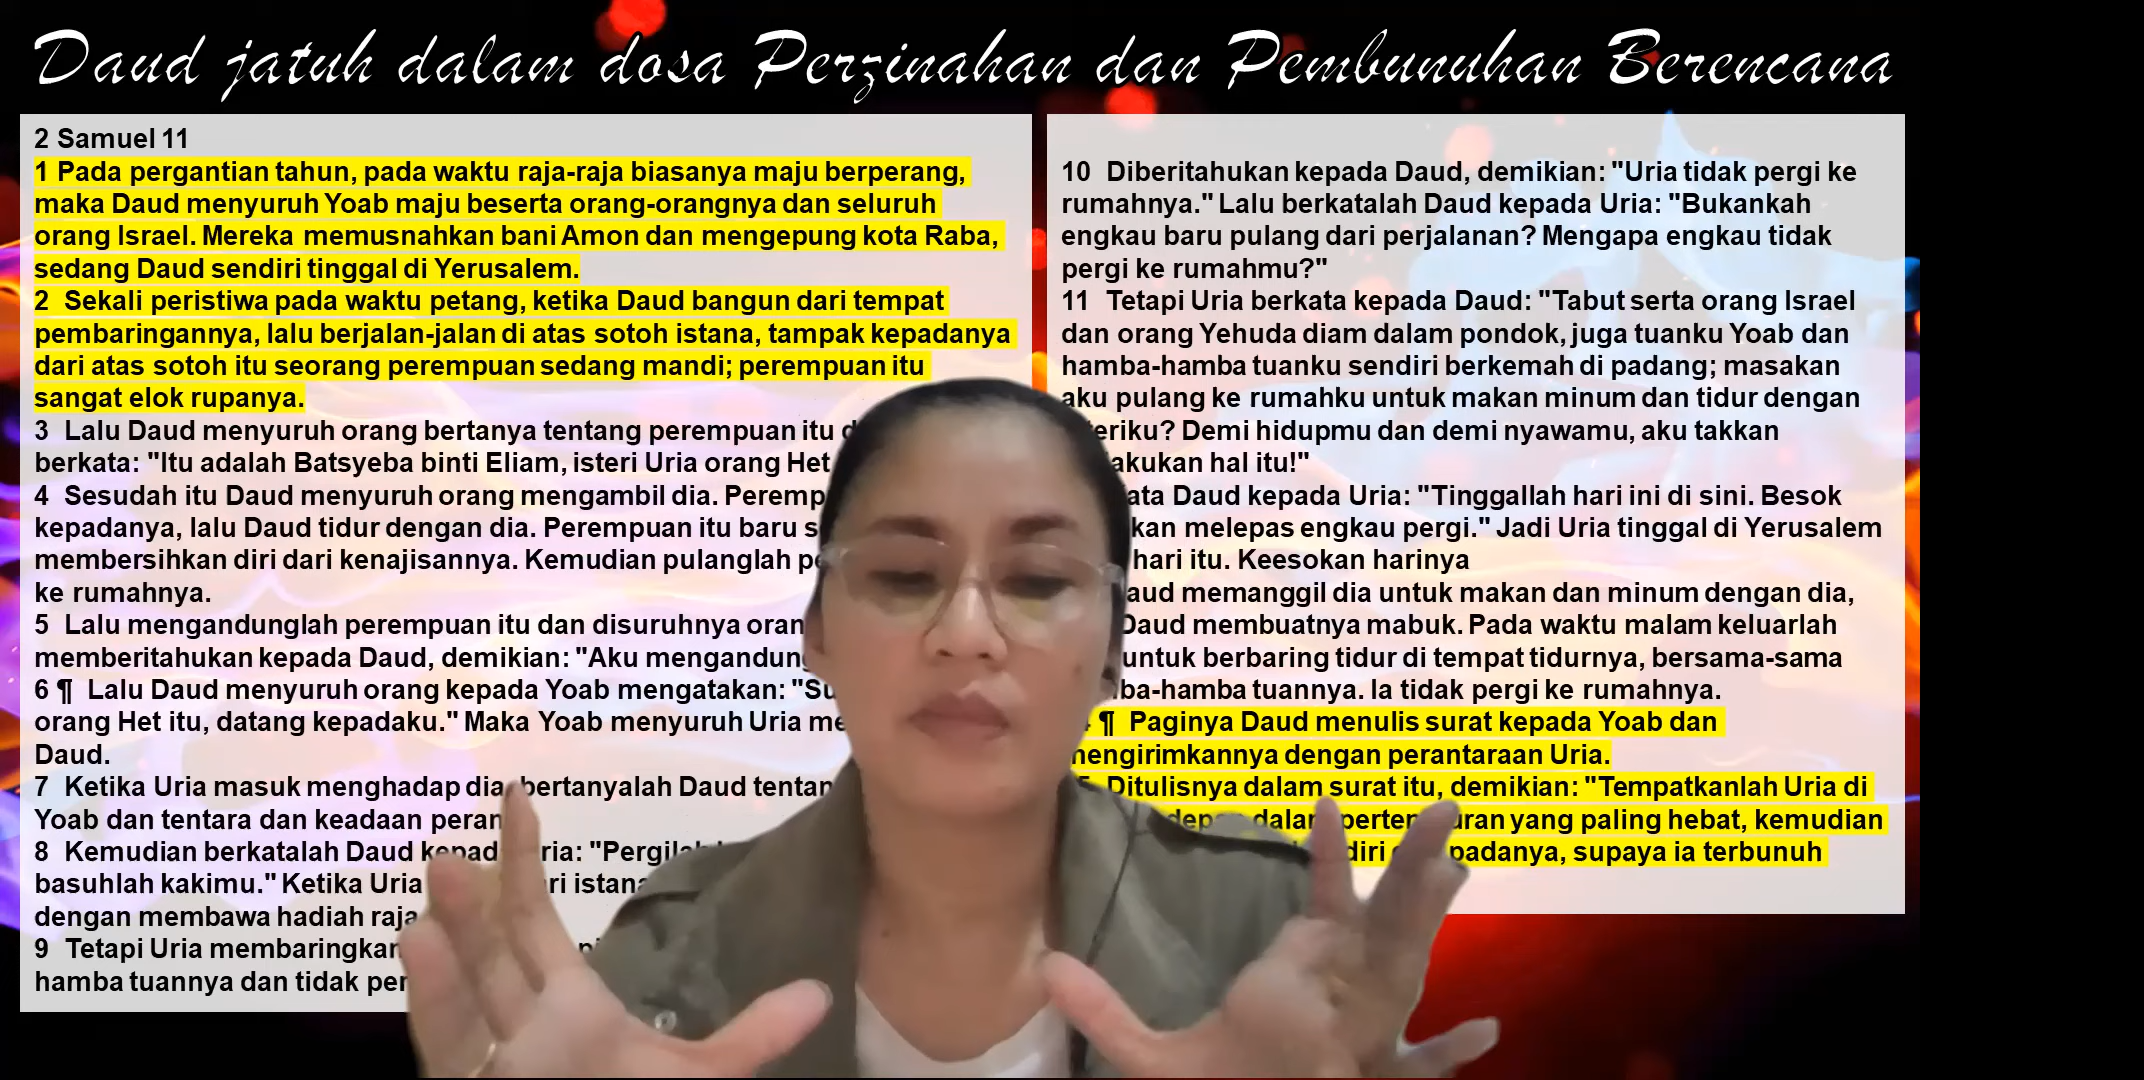 Daud jatuh dalam dosa Perzinahan dan Pembunuhan Berencana
2 Samuel 11
1 Pada pergantian tahun, pada waktu raja-raja biasanya maju berperang,
maka Daud menyuruh Yoab maju beserta orang-orangnya dan seluruh
orang Israel. Mereka memusnahkan bani Amon dan mengepung kota Raba,
sedang Daud sendiri tinggal di Yerusalem.
2 Sekali peristiwa pada waktu petang, ketika Daud bangun dari tempat
pembaringannya, lalu berjalan-jalan di atas sotoh istana, tampak kepadanya
dari atas sotoh itu seorang perempuan sedang mandi; perempuan itu
sangat elok rupanya.
3 Lalu Daud menyuruh orang bertanya tentang perempuan itu
berkata: "Itu adalah Batsyeba binti Eliam, isteri Uria orang Het
4 Sesudah itu Daud menyuruh orang mengambil dia.
kepadanya, lalu Daud tidur dengan dia. Perempuan itu baru
membersihkan diri dari kenajisannya. Kemudian pulanglah
ke rumahnya.
5 Lalu mengandunglah perempuan itu dan disuruhnya
memberitahukan kepada Daud, demikian: "Aku mengandung
6 ¶ Lalu Daud menyuruh orang kepada Yoab mengatakan:
orang Het itu, datang kepadaku." Maka Yoab menyuruh Uria
Daud.
7 Ketika Uria masuk menghadap dia, bertanyalah Daud
Yoab dan tentara dan keadaan
8 Kemudian berkatalah Daud
basuhlah kakimu." Ketika Uria
dengan membawa hadiah raja
9 Tetapi Uria
hamba tuannya dan tidak
10 Diberitahukan kepada Daud, demikian: "Uria tidak pergi ke
rumahnya." Lalu berkatalah Daud kepada Uria: "Bukankah
engkau baru pulang dari perjalanan? Mengapa engkau tidak
pergi ke rumahmu?"
11 Tetapi Uria berkata kepada Daud: "Tabut serta orang Israel
dan orang Yehuda diam dalam pondok, juga tuanku Yoab dan
hamba-hamba tuanku sendiri berkemah di padang; masakan
aku pulang ke rumahku untuk makan minum dan tidur dengan
Demi hidupmu dan demi nyawamu, aku takkan
hal itu!"
Daud kepada Uria: "Tinggallah hari ini di sini. Besok
melepas engkau pergi." Jadi Uria tinggal di Yerusalem
hari itu. Keesokan harinya
memanggil dia untuk makan dan minum dengan dia,
Daud membuatnya mabuk. Pada waktu malam keluarlah
untuk berbaring tidur di tempat tidurnya, bersama-sama
tuannya. Ia tidak pergi ke rumahnya.
¶ Paginya Daud menulis surat kepada Yoab dan
mengirimkannya dengan perantaraan Uria.
Ditulisnya dalam surat itu, demikian: "Tempatkanlah Uria di
yang paling hebat, kemudian
supaya ia terbunuh